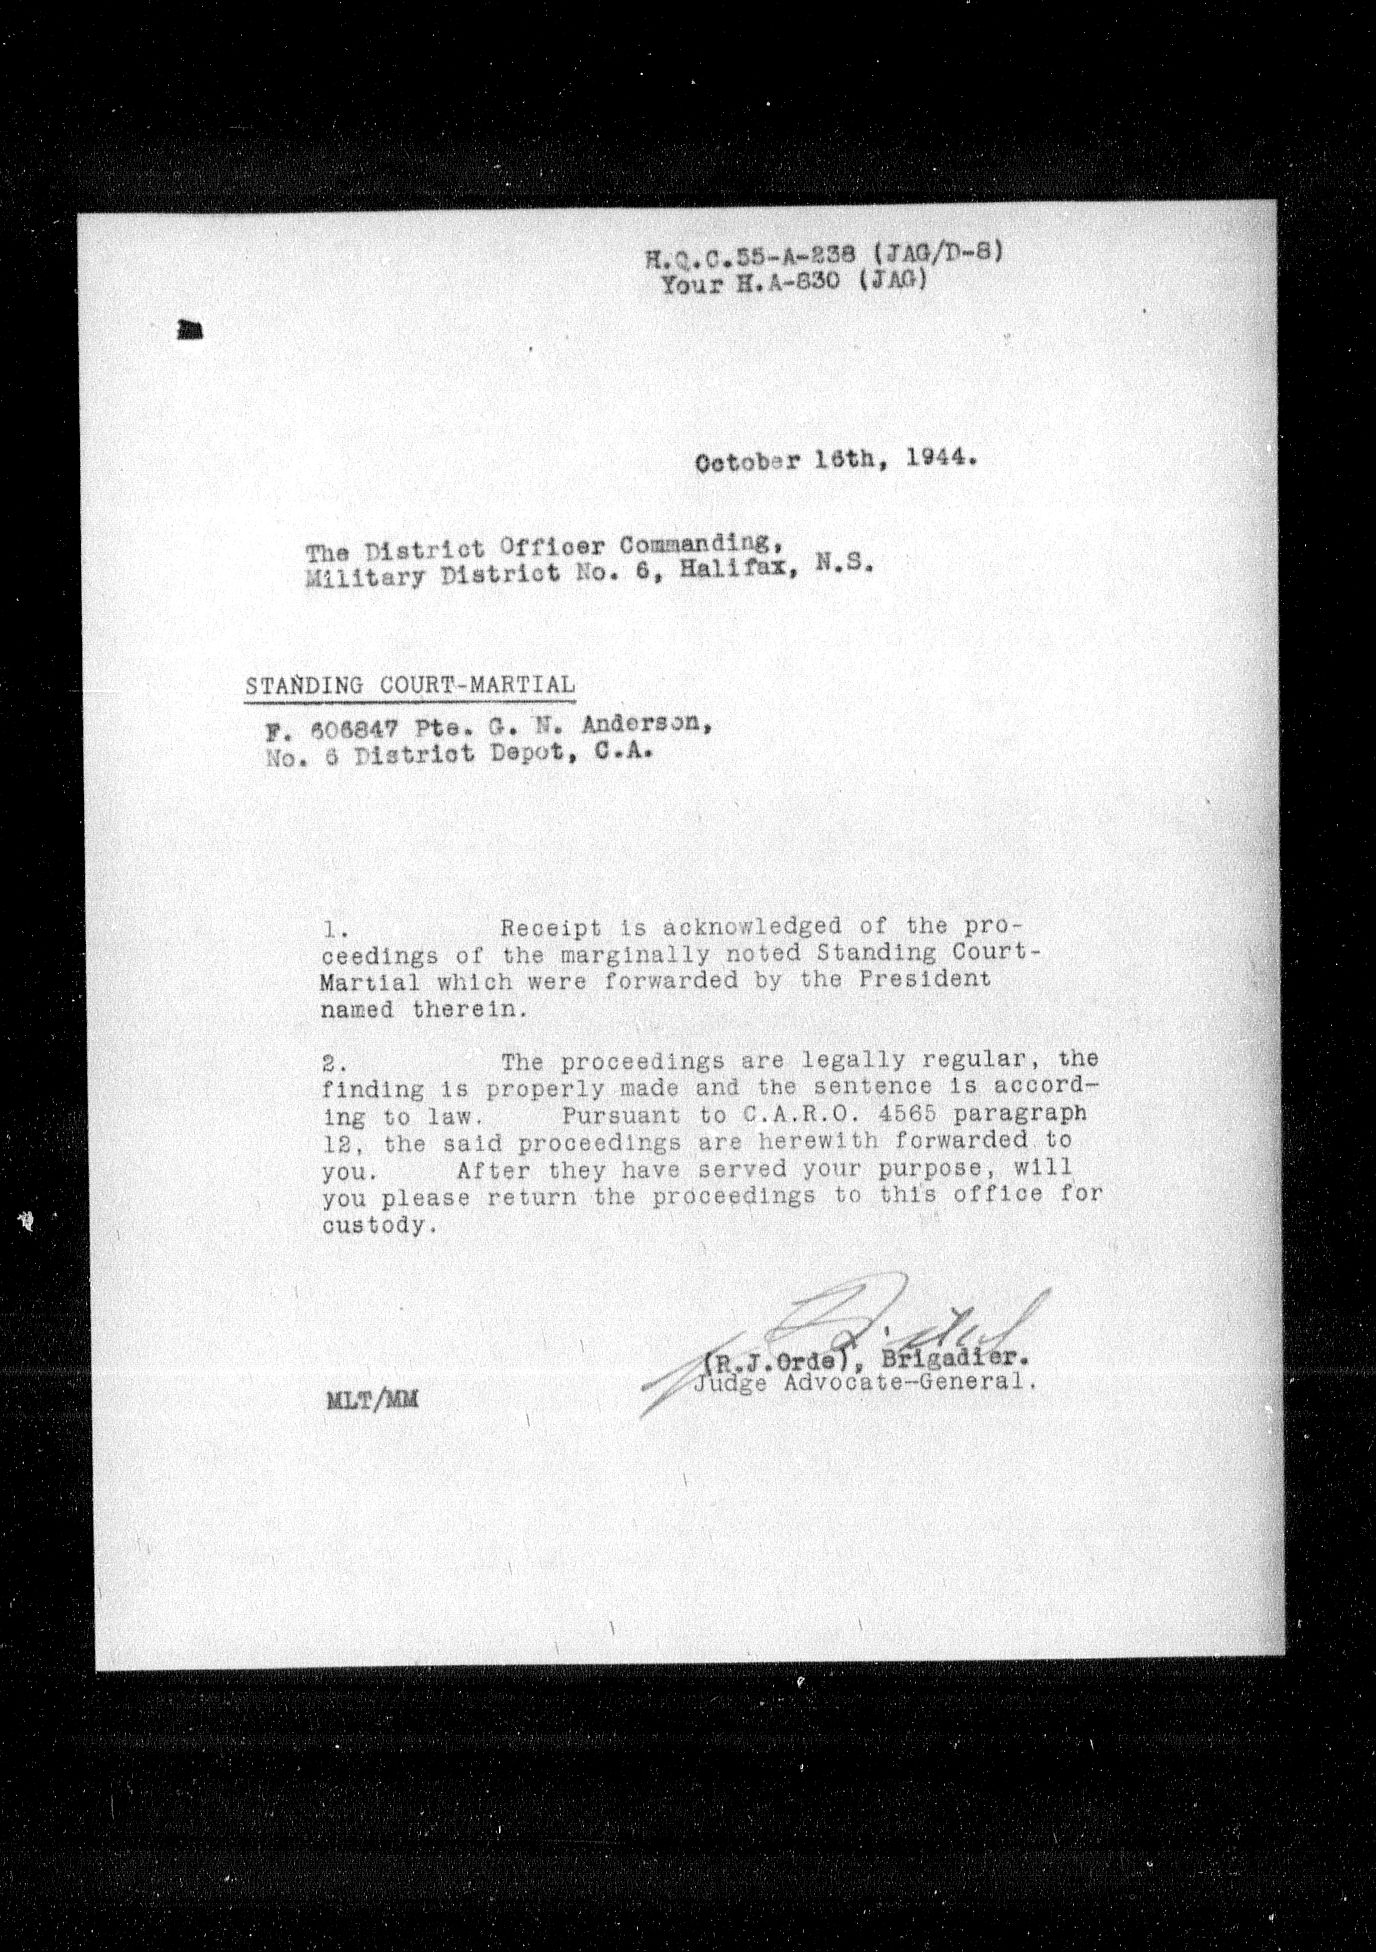 H.Q.C.55-A-238 (JAG/D-8)
Your H.A-830 (JAG)
October 16th, 1944.
The District Officer Commanding,
Military District No. 6, Halifax, N.S.
STANDING COURT-MARTIAL
F. 606847 Pte. G. N. Anderson,
No. 6 District Depot, C.A.
1. Receipt is acknowledged of the pro-
ceedings of the marginally noted Standing Court-
Martial which were forwarded by the President
named therein.
2. The proceedings are legally regular, the
finding is properly made and the sentence is accord-
ing to law. Pursuant to C.A.R.O. 4565 paragraph
12, the said proceedings are herewith forwarded to
you. After they have served your purpose, will
you please return the proceedings to this office for
custody.
(R.J.Orde), Brigadier.
Judge Advocate-General.
MLT/MM